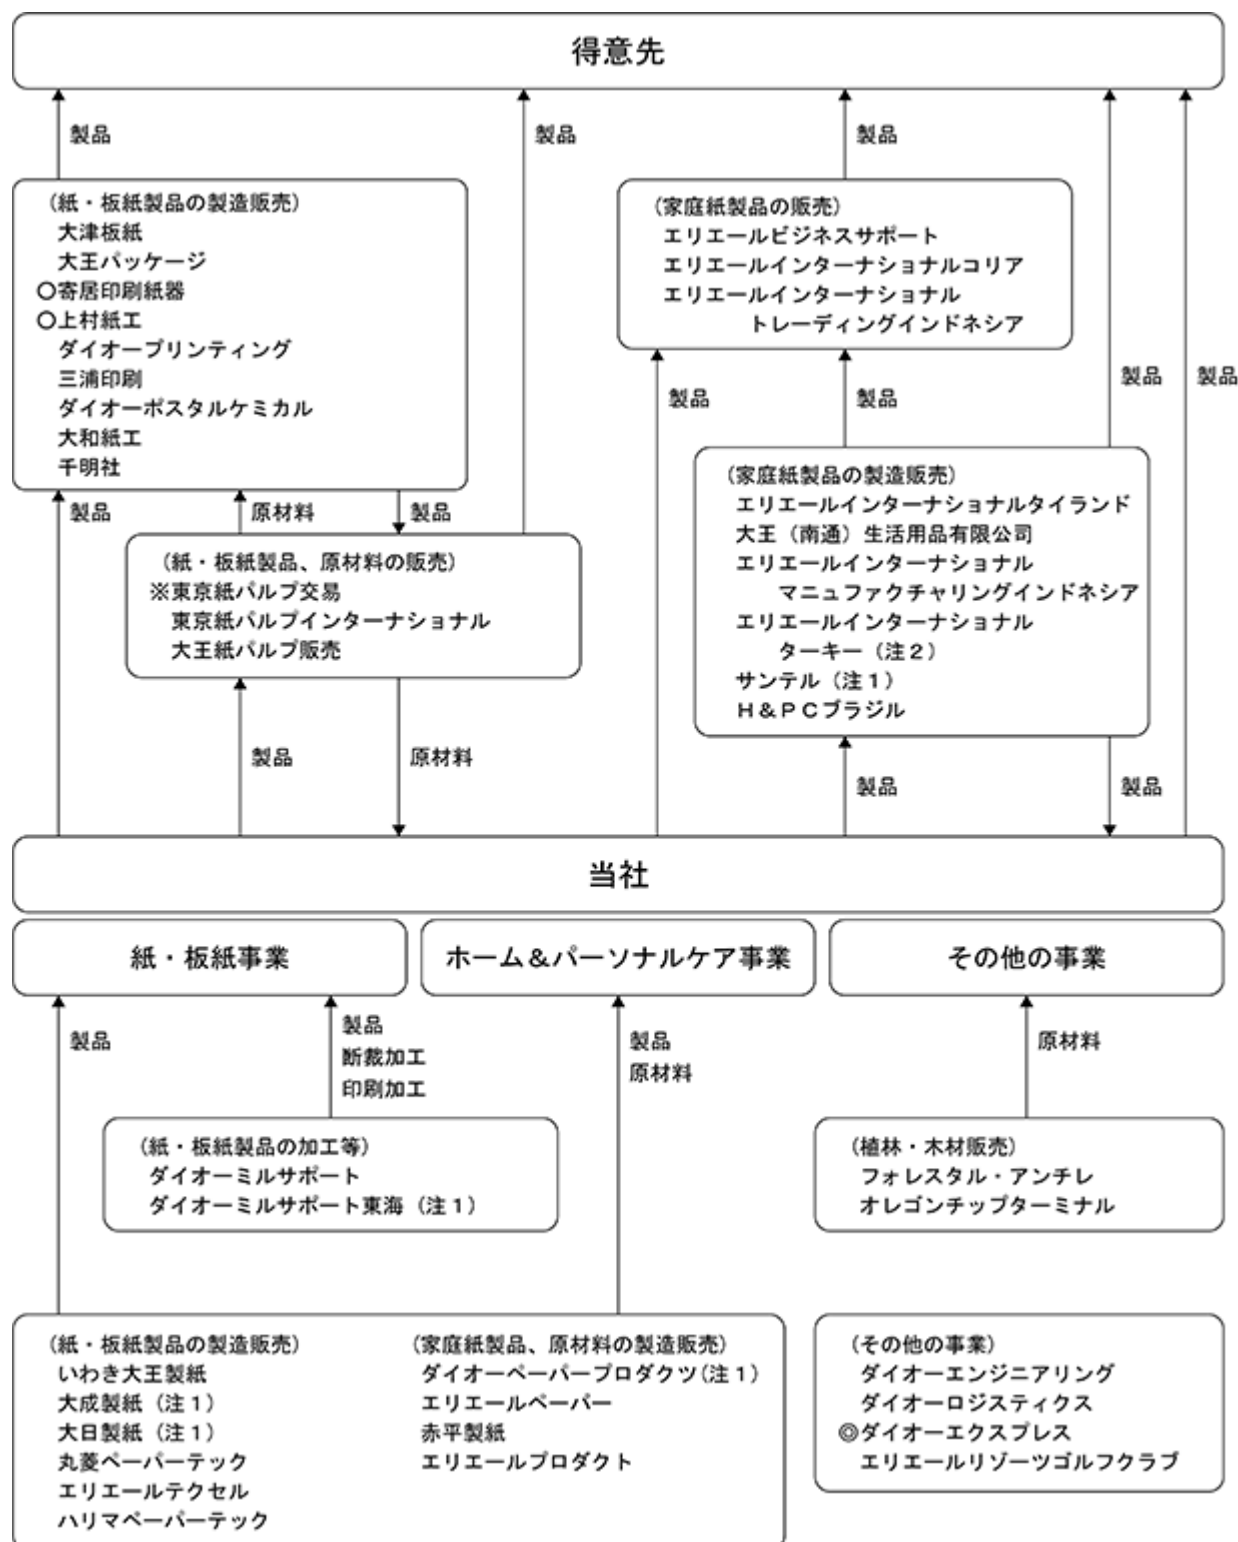 得意先
製品
製品
製品
(紙・板紙製品の製造販売)
大津板紙
大王パッケージ
○寄居印刷紙器
○上村紙工
ダイオープリンティング
三浦印刷
ダイオーポスタルケミカル
大和紙工
千明社
(家庭紙製品の販売)
エリエールビジネスサポート
エリエールインターナショナルコリア
エリエールインターナショナル
トレーディングインドネシア
製品
製品
製品
製品
製品
原材料
製品
(紙・板紙製品、原材料の販売)
※東京紙パルプ交易
東京紙パルプインターナショナル
大王紙パルプ販売
(家庭紙製品の製造販売)
エリエールインターナショナルタイランド
大王(南通)生活用品有限公司
エリエールインターナショナル
マニュファクチャリングインドネシア
エリエールインターナショナル
ターキー(注2)
サンテル(注1)
H&PCブラジル
製品
原材料
製品
製品
当社
紙・板紙事業
ホーム&パーソナルケア事業
その他の事業
製品
製品
断裁加工
印刷加工
製品
原材料
原材料
(紙・板紙製品の加工等)
ダイオーミルサポート
ダイオーミルサポート東海(注1)
(植林・木材販売)
フォレスタル・アンチレ
オレゴンチップターミナル
(紙・板紙製品の製造販売)
いわき大王製紙
大成製紙(注1)
大日製紙(注1)
丸菱ペーパーテック
エリエールテクセル
ハリマペーパーテック
(家庭紙製品、原材料の製造販売)
ダイオーペーパープロダクツ(注1)
エリエールペーパー
赤平製紙
エリエールプロダクト
(その他の事業)
ダイオーエンジニアリング
ダイオーロジスティクス
◎ダイオーエクスプレス
エリエールリゾーツゴルフクラブ